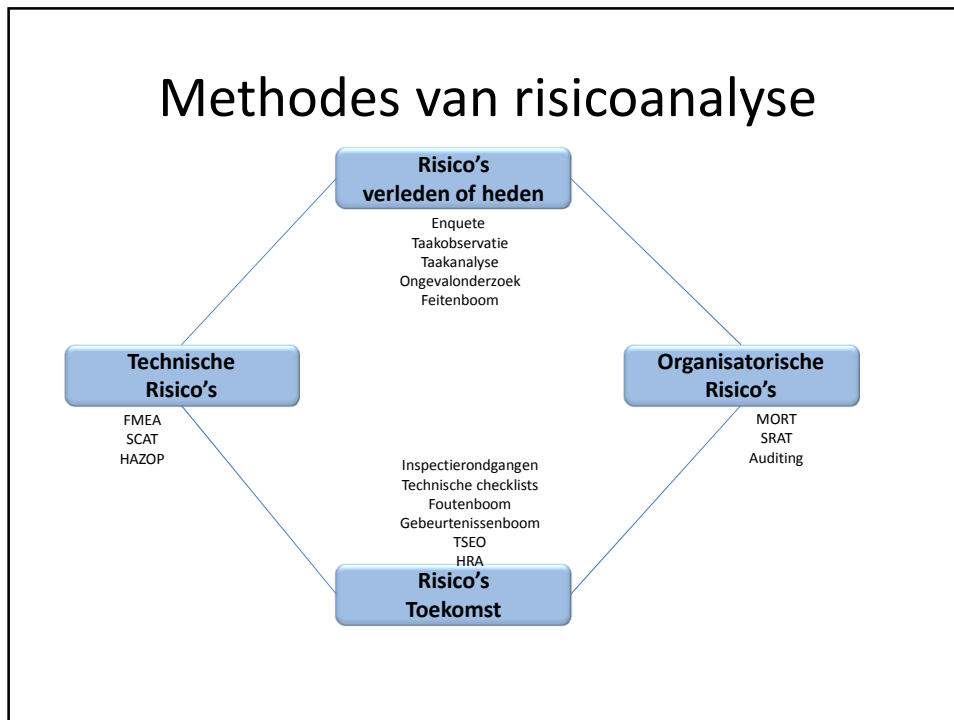 Methodes van risicoanalyse
Risico's
verleden of heden
Enquete
Taakobservatie
Taakanalyse
Ongevalonderzoek
Feitenboom
Technische
Risico's
FMEA
SCAT
HAZOP
Organisatorische
Risico's
MORT
SRAT
Auditing
Inspectierondgangen
Technische checklists
Foutenboom
Gebeurtenissenboom
TSEO
HRA
Risico's
Toekomst